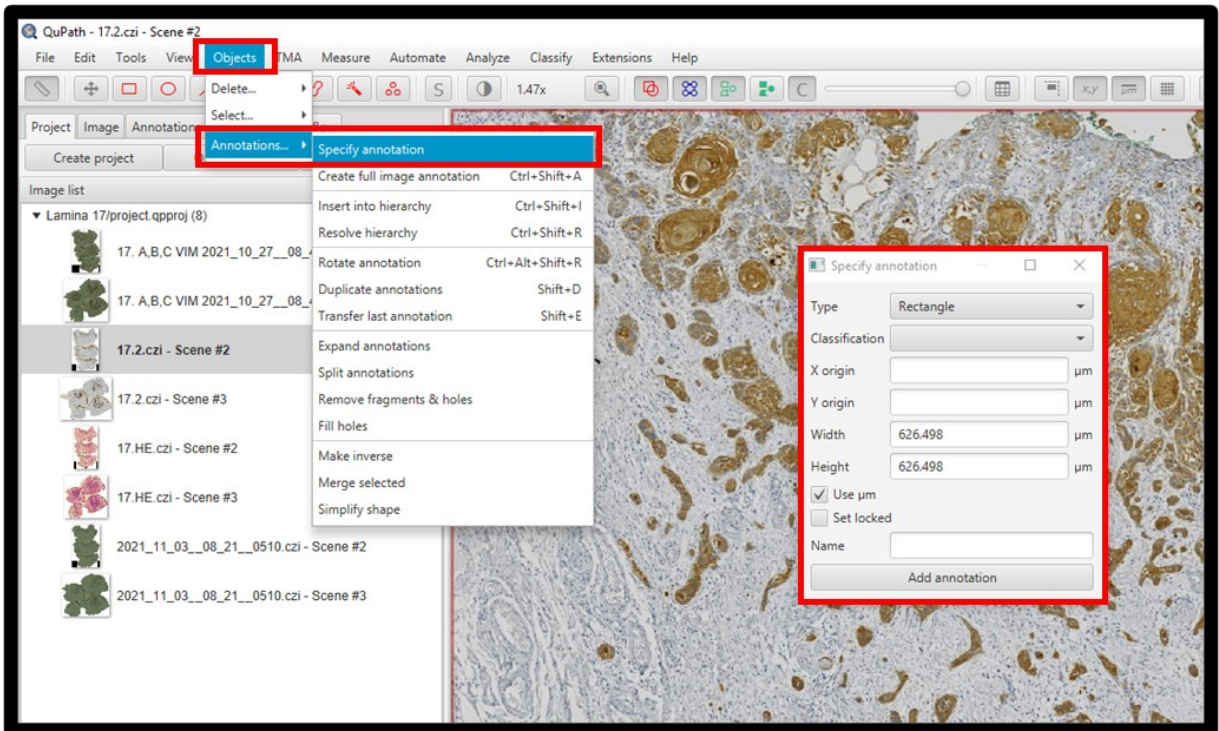 QuPath - 17.2.czi - Scene #2
File Edit Tools View Objects TMA Measure Automate Analyze Classify Extensions Help
Delete... S 1.47x C x,y µm
Select...
Project Image Annotation
Annotations... Specify annotation
Create project
Create full image annotation Ctrl+Shift+A
Image list
Insert into hierarchy Ctrl+Shift+I
Lamina 17/project.qpproj (8)
Resolve hierarchy Ctrl+Shift+R
17. A,B,C VIM 2021_10_27__08_
Rotate annotation Ctrl+Alt+Shift+R
Duplicate annotations Shift+D
17. A,B,C VIM 2021_10_27__08_
Transfer last annotation Shift+E
Expand annotations
17.2.czi - Scene #2
Split annotations
17.2.czi - Scene #3
Remove fragments & holes
Fill holes
17.HE.czi - Scene #2
Make inverse
Merge selected
17.HE.czi - Scene #3
Simplify shape
2021_11_03__08_21__0510.czi - Scene #2
2021_11_03__08_21__0510.czi - Scene #3
Specify annotation
Type Rectangle
Classification
X origin µm
Y origin µm
Width 626.498 µm
Height 626.498 µm
Use µm
Set locked
Name
Add annotation